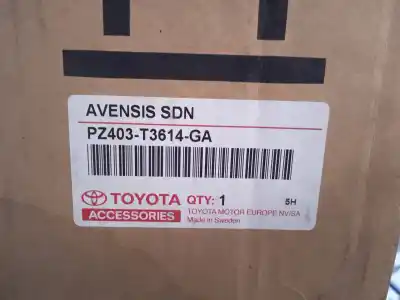 AVENSIS SDN
PZ403-T3614-GA
TOYOTA QTY: 1 5H
ACCESSORIES TOYOTA MOTOR EUROPE NV/SA
Made in Sweden